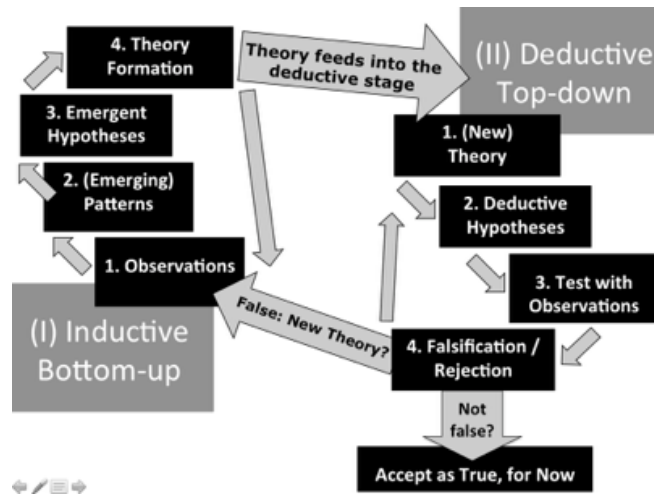 4. Theory
Formation
Theory feeds into the
deductive stage
(II) Deductive
Top-down
3. Emergent
Hypotheses
1. (New)
Theory
2. (Emerging)
Patterns
2. Deductive
Hypotheses
1. Observations
3. Test with
Observations
False: New Theory?
(I) Inductive
Bottom-up
4. Falsification /
Rejection
Not
false?
Accept as True, for Now